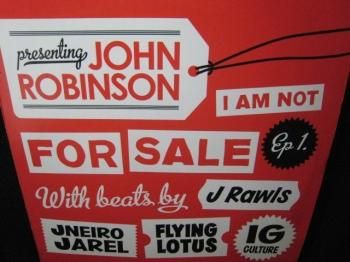 presenting JOHN
ROBINSON
I AM NOT
FOR SALE
Ep 1.
With beats by J Rawls
JNEIRO
JAREL
FLYING
LOTUS
IG
CULTURE